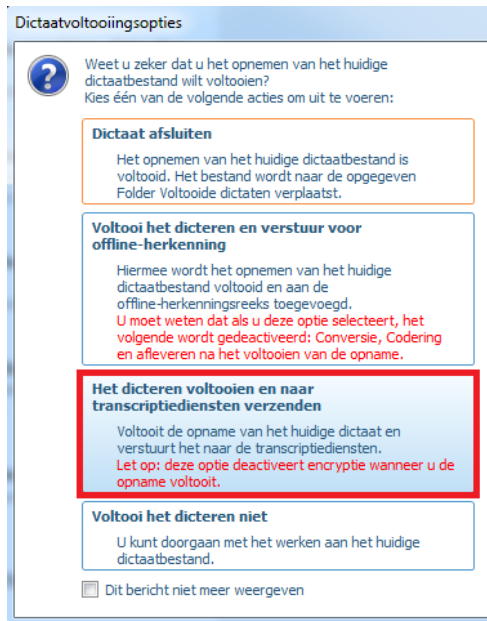 Dictaatvoltooiingsopties
Weet u zeker dat u het opnemen van het huidige
dictaatbestand wilt voltooien?
Kies één van de volgende acties om uit te voeren:
Dictaat afsluiten
Het opnemen van het huidige dictaatbestand is
voltooid. Het bestand wordt naar de opgegeven
Folder Voltooide dictaten verplaatst.
Voltooi het dicteren en verstuur voor
offline-herkenning
Hiermee wordt het opnemen van het huidige
dictaatbestand voltooid en aan de
offline-herkenningsreeks toegevoegd.
U moet weten dat als u deze optie selecteert, het
volgende wordt gedeactiveerd: Conversie, Codering
en afleveren na het voltooien van de opname.
Het dicteren voltooien en naar
transcriptiediensten verzenden
Voltooit de opname van het huidige dictaat en
verstuurt het naar de transcriptiediensten.
Let op: deze optie deactiveert encryptie wanneer u de
opname voltooit.
Voltooi het dicteren niet
U kunt doorgaan met het werken aan het huidige
dictaatbestand.
Dit bericht niet meer weergeven